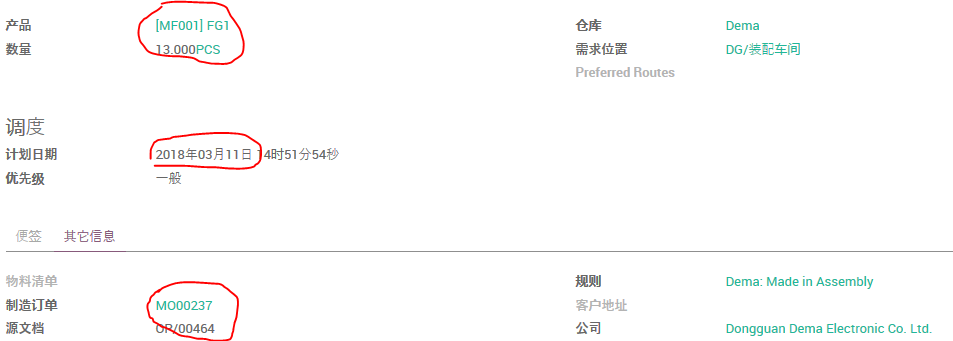 产品 [MF001] FG1 仓库 Dema
数量 13.000PCS 需求位置 DG/装配车间
Preferred Routes
调度
计划日期 2018年03月11日 14时51分54秒
优先级 一般
便签 其它信息
物料清单 规则 Dema: Made in Assembly
制造订单 MO00237 客户地址
源文档 OP/00464 公司 Dongguan Dema Electronic Co. Ltd.